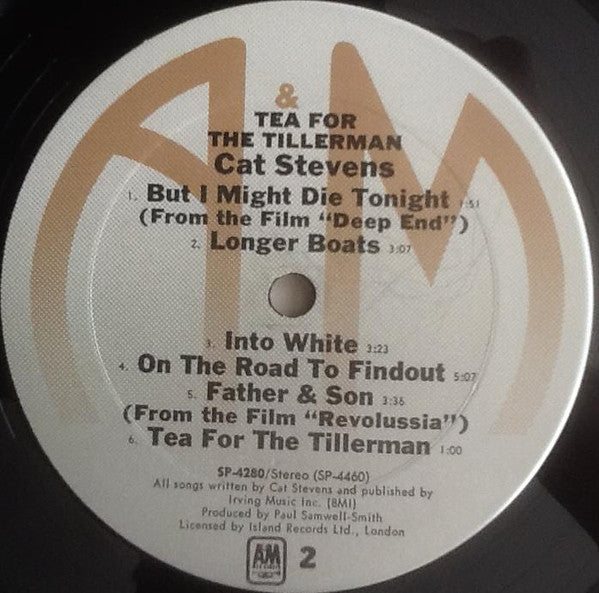 A&M
TEA FOR
THE TILLERMAN
Cat Stevens
1. But I Might Die Tonight 1:51
(From the Film "Deep End")
2. Longer Boats 3:07
3. Into White 3:23
4. On The Road To Findout 5:07
5. Father & Son 3:36
(From the Film "Revolussia")
6. Tea For The Tillerman 1:00
SP-4280/Stereo (SP-4460)
All songs written by Cat Stevens and published by
Irving Music Inc. [BMI]
Produced by Paul Samwell-Smith
Licensed by Island Records Ltd., London
AM 2